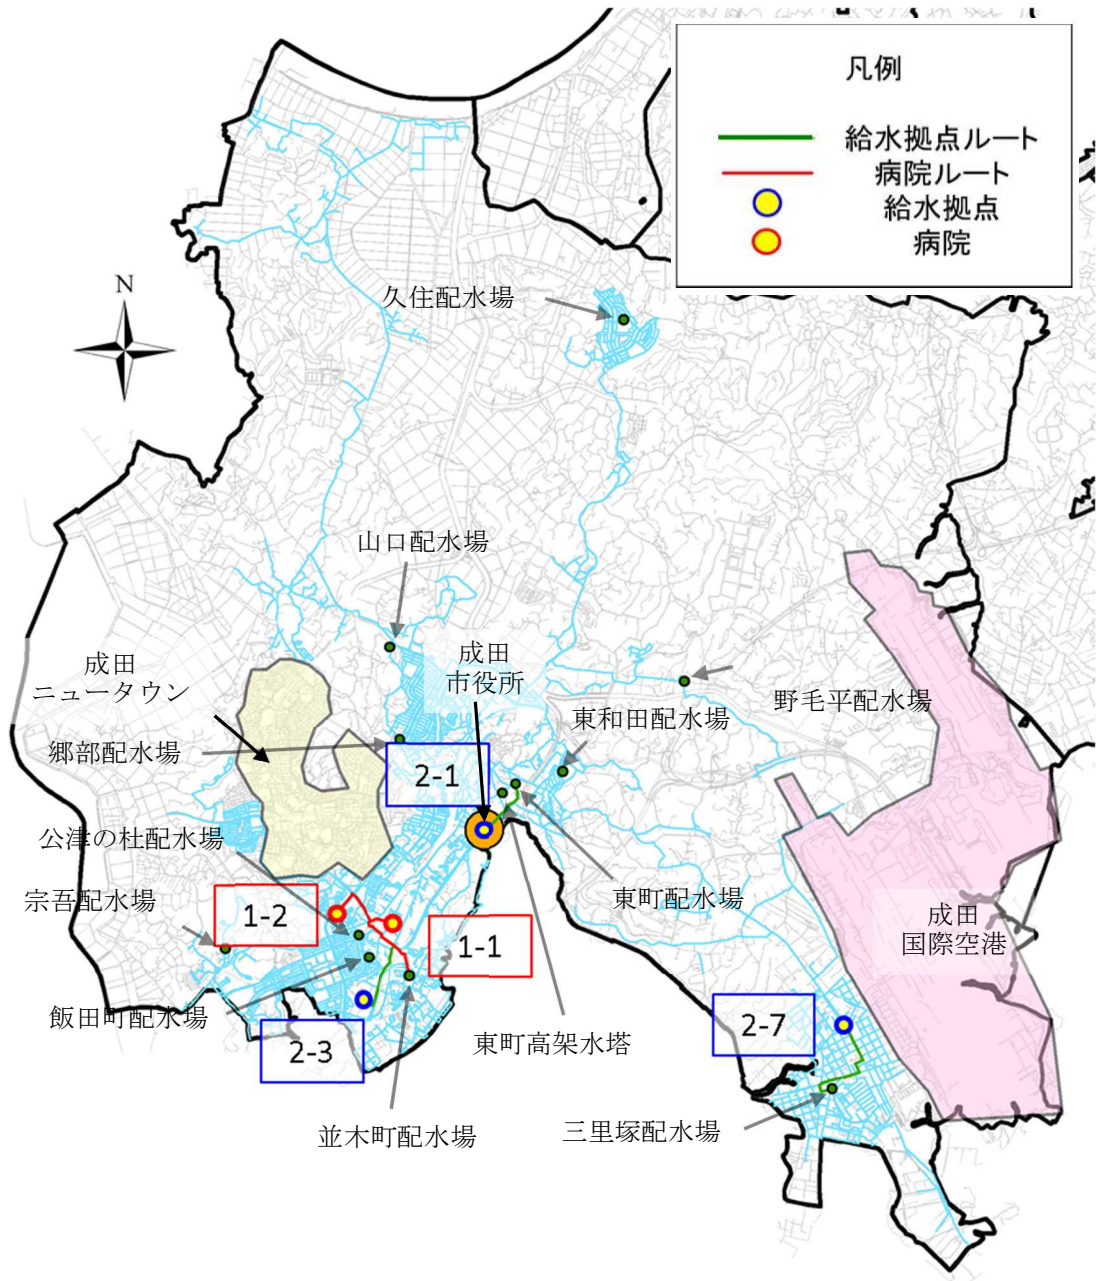 凡例
給水拠点ルート
病院ルート
給水拠点
病院
N
久住配水場
山口配水場
成田
市役所
成田
ニュータウン
野毛平配水場
東和田配水場
郷部配水場
2-1
公津の杜配水場
東町配水場
宗吾配水場
1-2
1-1
成田
国際空港
飯田町配水場
2-3
2-7
東町高架水塔
並木町配水場
三里塚配水場